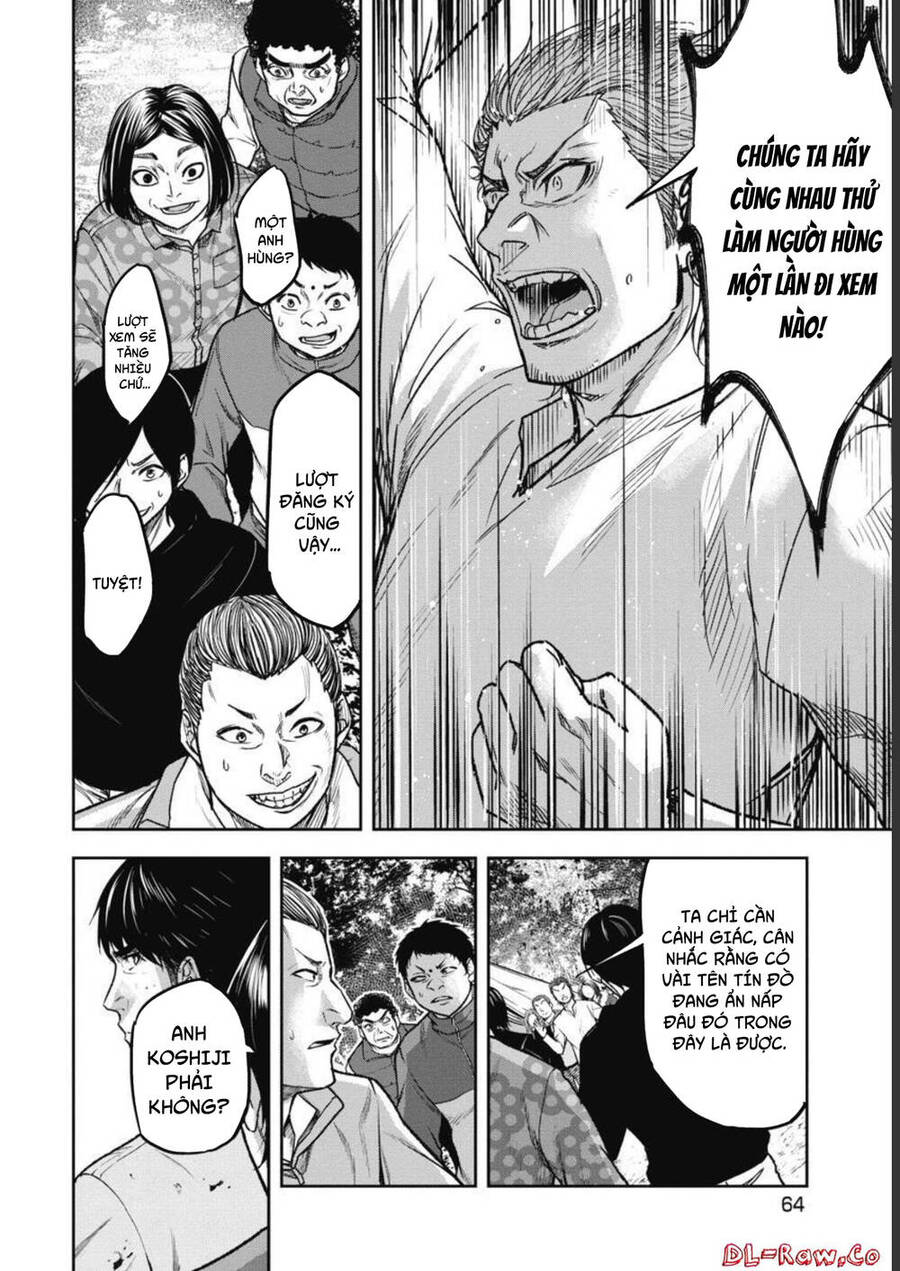 CHÚNG TA HÃY
CÙNG NHAU THỬ
LÀM NGƯỜI HÙNG
MỘT LẦN ĐI XEM
NÀO!
MỘT
ANH
HÙNG?
LƯỢT
XEM SẼ
TĂNG
NHIỀU
CHỨ...
LƯỢT
ĐĂNG KÝ
CŨNG
VẬY...
TUYỆT!
TA CHỈ CẦN
CẢNH GIÁC, CÂN
NHẮC RẰNG CÓ
VÀI TÊN TÍN ĐỒ
ĐANG ẨN NẤP
ĐÂU ĐÓ TRONG
ĐÂY LÀ ĐƯỢC.
ANH
KOSHIJI
PHẢI
KHÔNG?
64
DL=Raw,Co